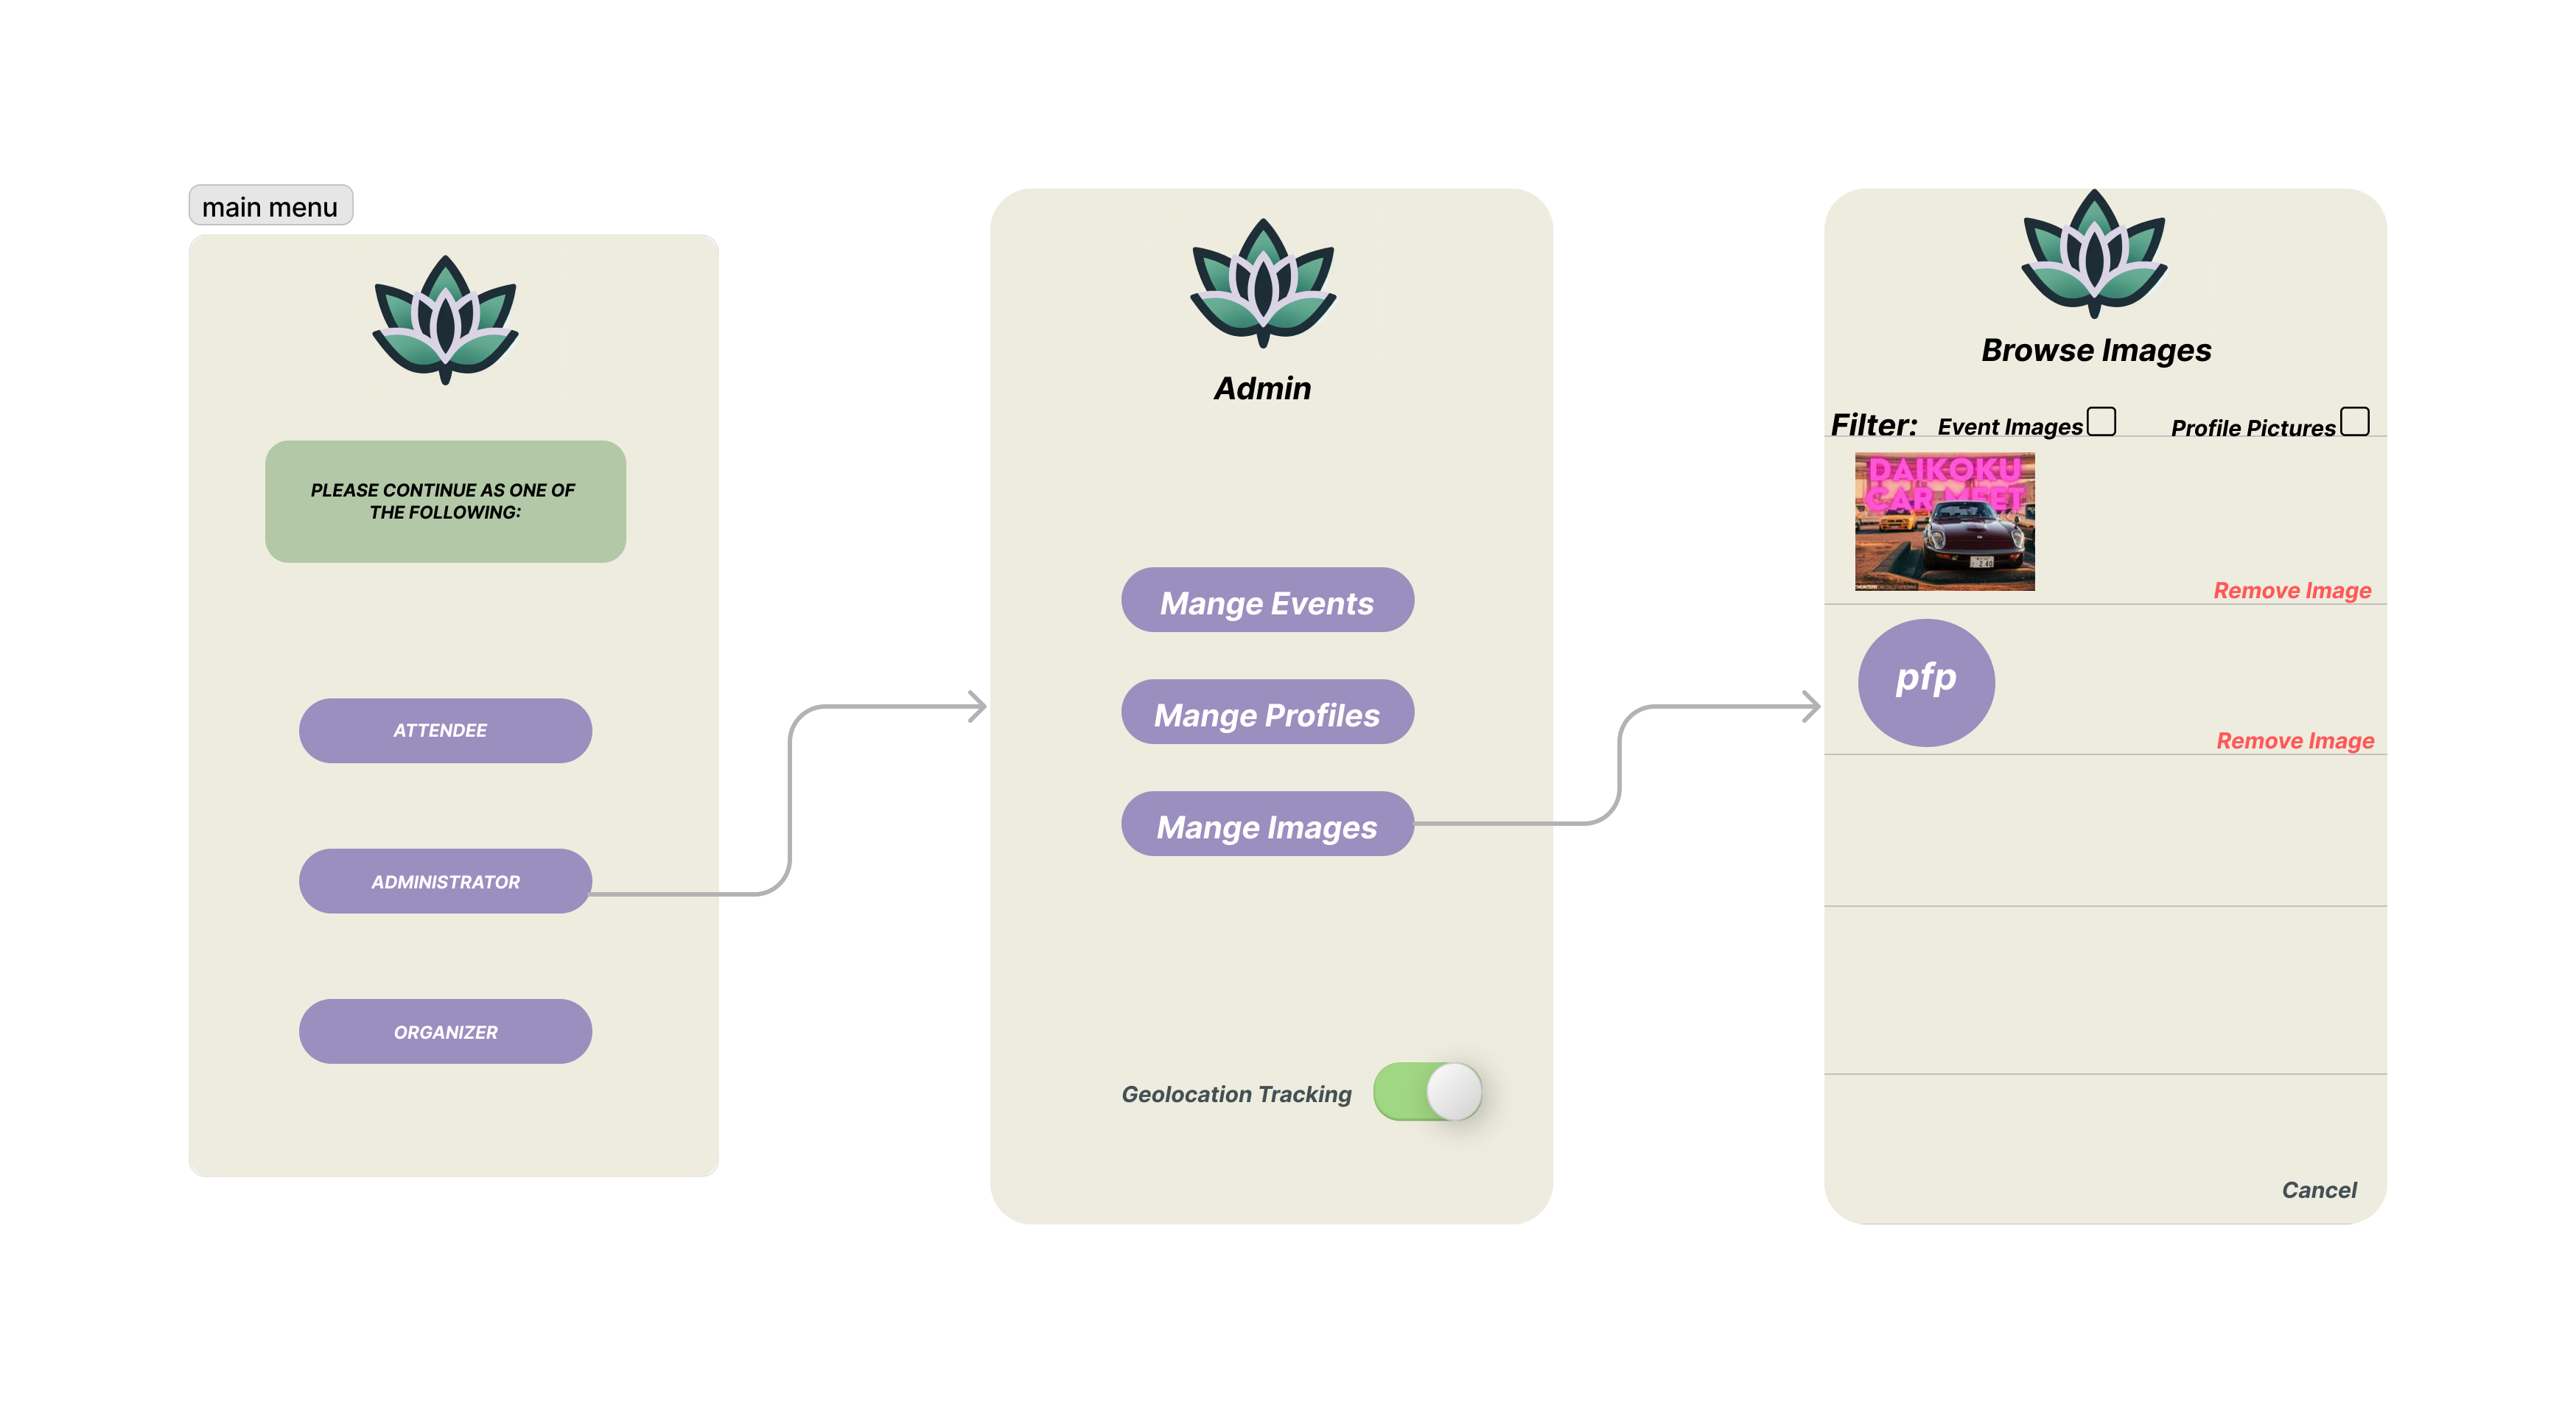 main menu
PLEASE CONTINUE AS ONE OF
THE FOLLOWING:
ATTENDEE
ADMINISTRATOR
ORGANIZER
Admin
Mange Events
Mange Profiles
Mange Images
Geolocation Tracking
Browse Images
Filter: Event Images Profile Pictures
DAIKOKU
CAR MEET
Remove Image
pfp
Remove Image
Cancel